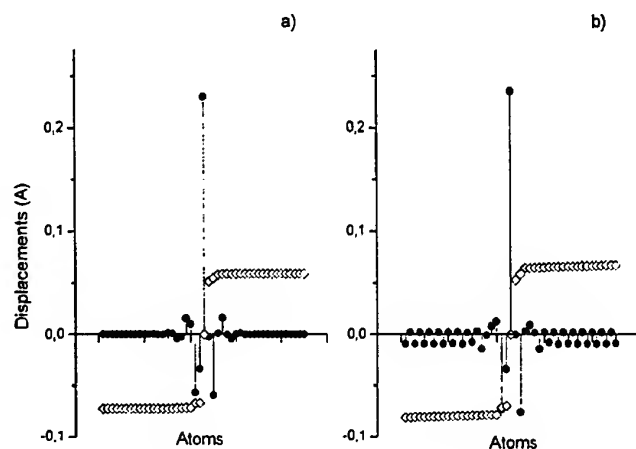 a)
b)
Displacements (A)
0,2
0,1
0,0
-0,1
Atoms
0,2
0,1
0,0
-0,1
Atoms